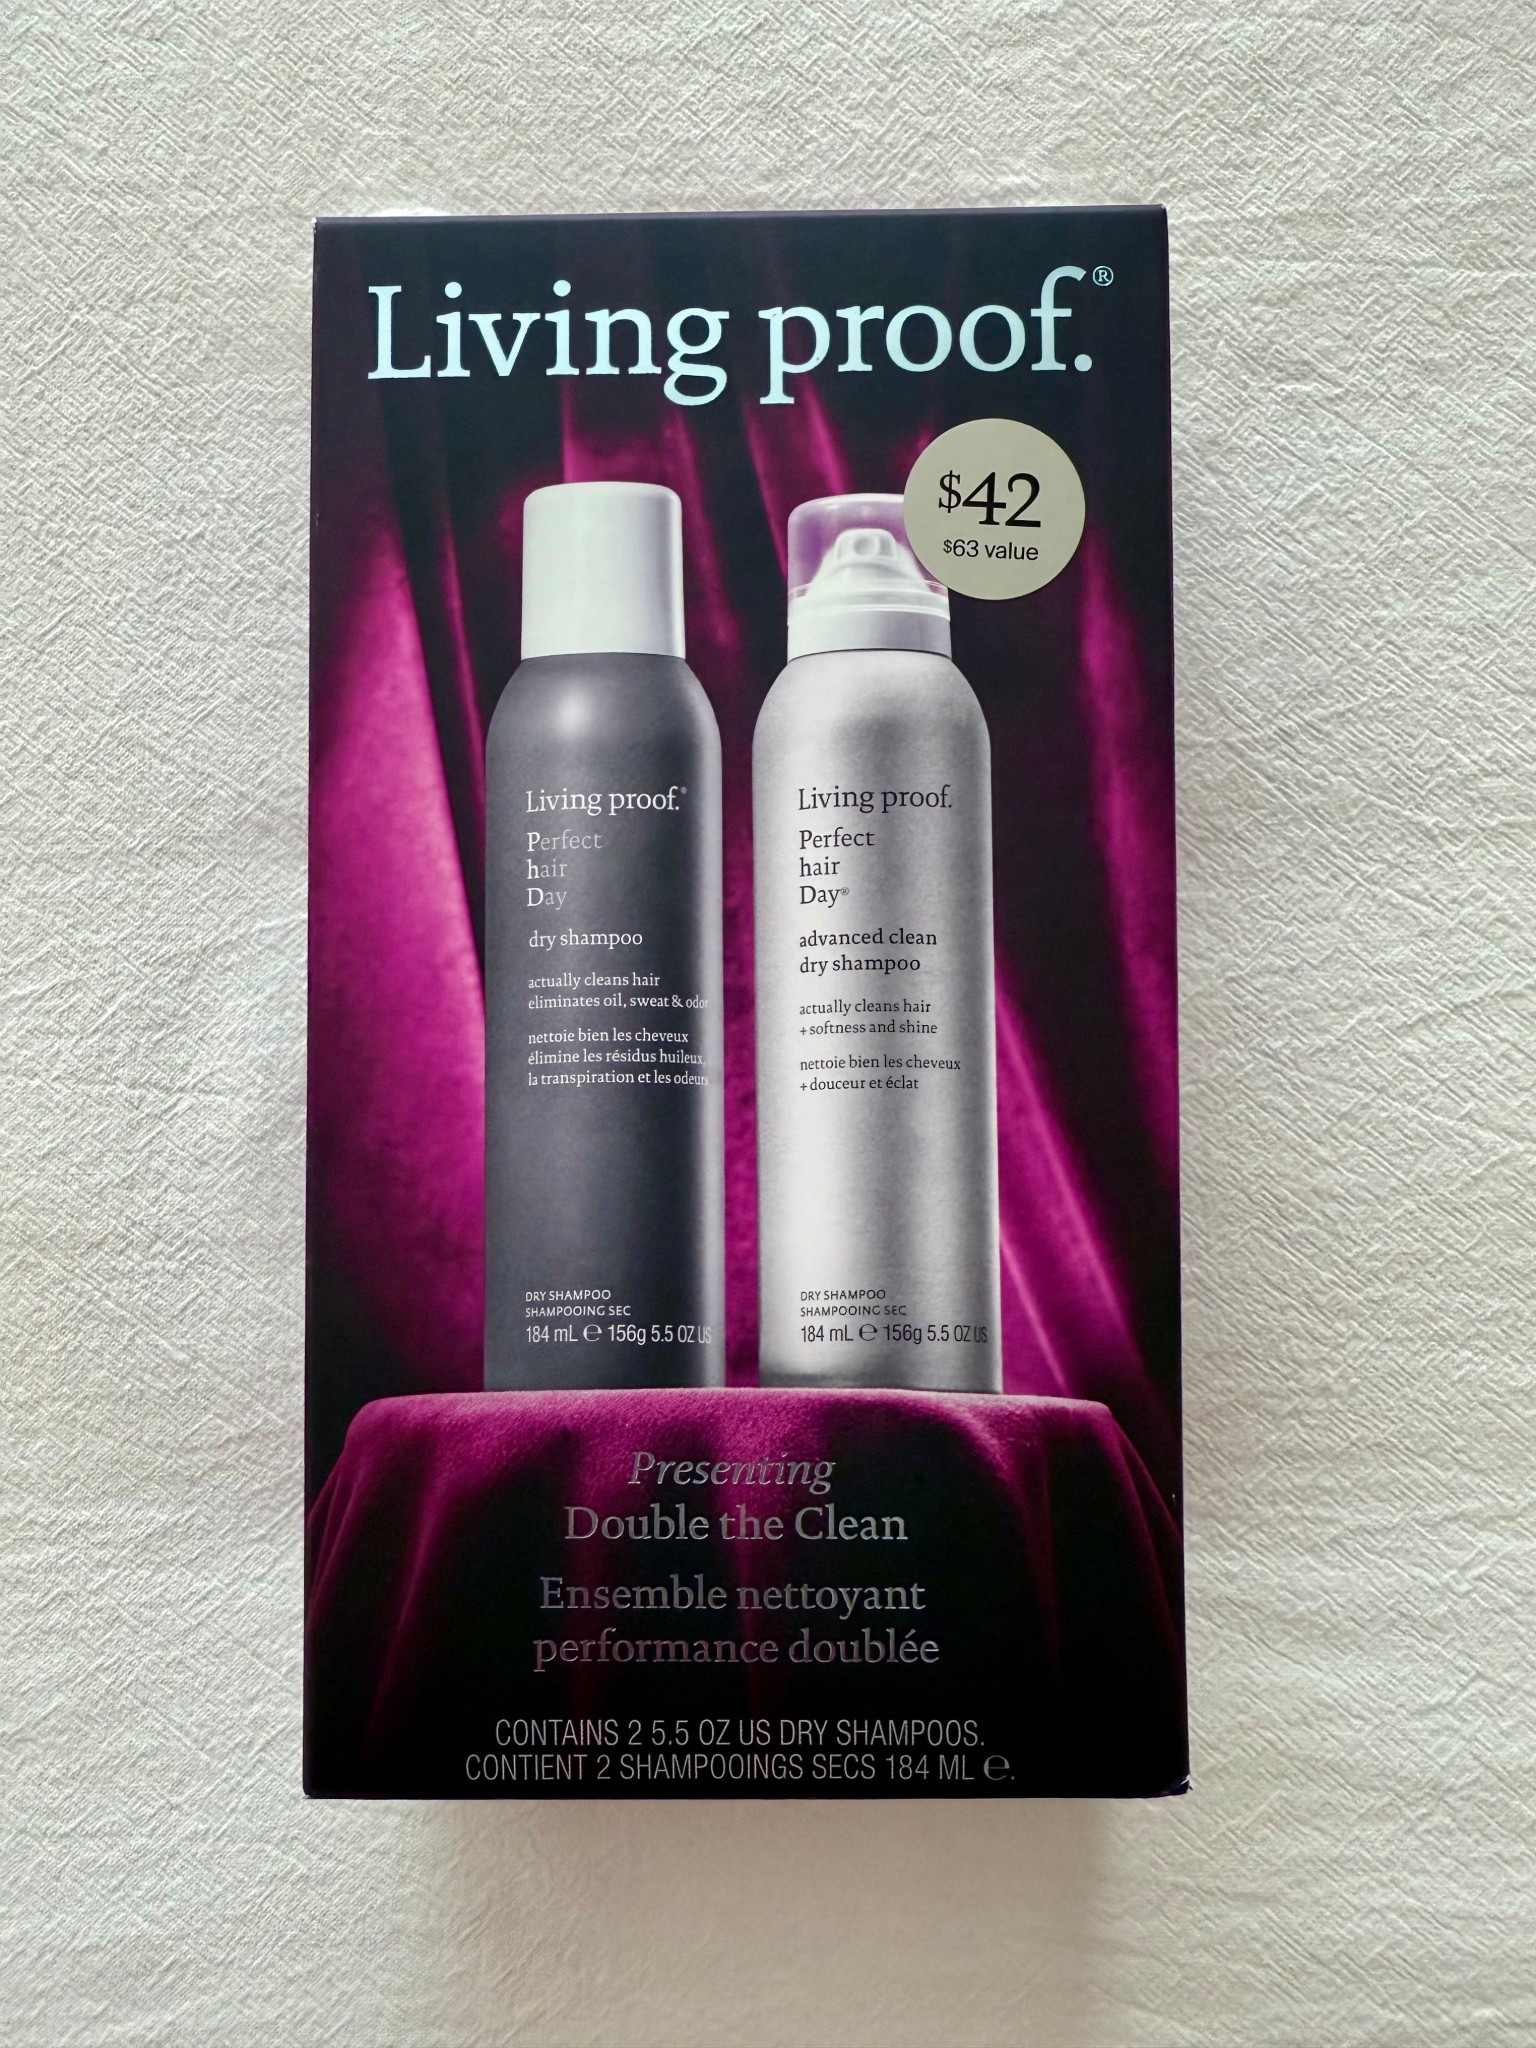 Living proof.®
$42
$63 value
Living proof.®
Perfect
hair
Day
dry shampoo
actually cleans hair
eliminates oil, sweat & odor
nettoie bien les cheveux
élimine les résidus huileux,
la transpiration et les odeurs
DRY SHAMPOO
SHAMPOOING SEC
184 mL ℮ 156g 5.5 OZ US
Living proof.
Perfect
hair
Day®
advanced clean
dry shampoo
actually cleans hair
+ softness and shine
nettoie bien les cheveux
+ douceur et éclat
DRY SHAMPOO
SHAMPOOING SEC
184 mL ℮ 156g 5.5 OZ US
Presenting
Double the Clean
Ensemble nettoyant
performance doublée
CONTAINS 2 5.5 OZ US DRY SHAMPOOS.
CONTIENT 2 SHAMPOOINGS SECS 184 ML ℮.